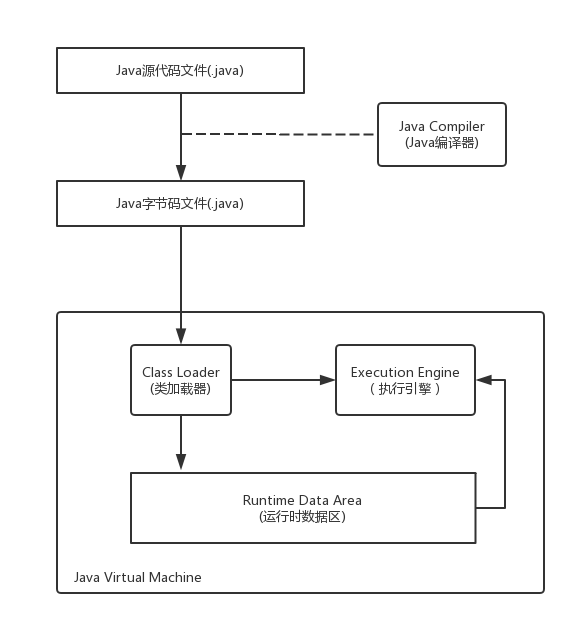 Java源代码文件(.java)
Java Compiler
(Java编译器)
Java字节码文件(.java)
Class Loader
(类加载器)
Execution Engine
（执行引擎）
Runtime Data Area
(运行时数据区)
Java Virtual Machine